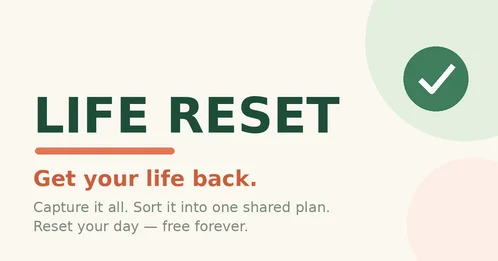 LIFE RESET
Get your life back.
Capture it all. Sort it into one shared plan.
Reset your day — free forever.